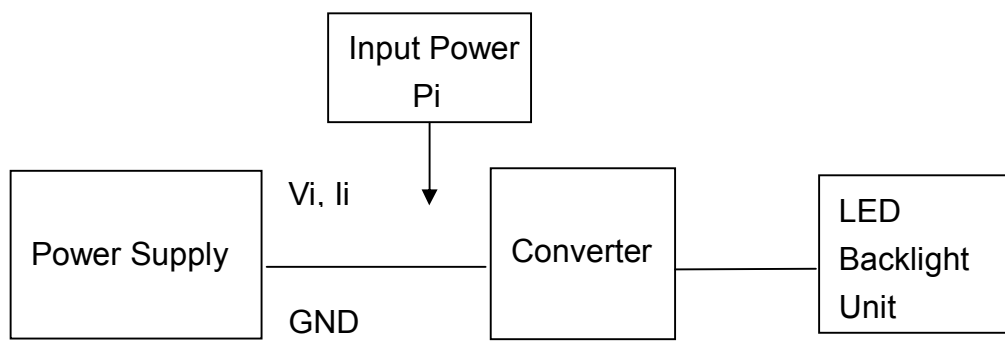 Input Power
Pi
Vi, Ii
Power Supply
GND
Converter
LED
Backlight
Unit